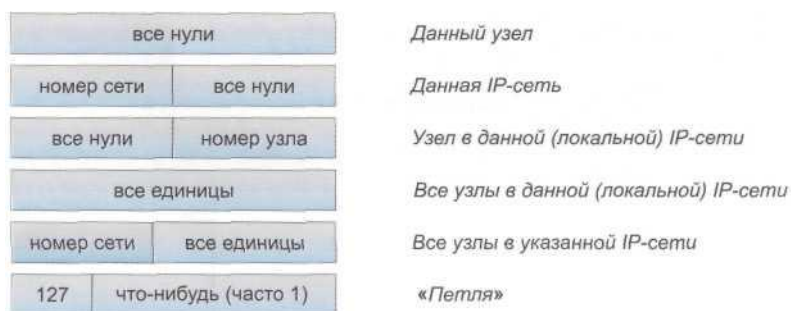 все нули Данный узел
номер сети все нули Данная IP-сеть
все нули номер узла Узел в данной (локальной) IP-сети
все единицы Все узлы в данной (локальной) IP-сети
номер сети все единицы Все узлы в указанной IP-сети
127 что-нибудь (часто 1) «Петля»